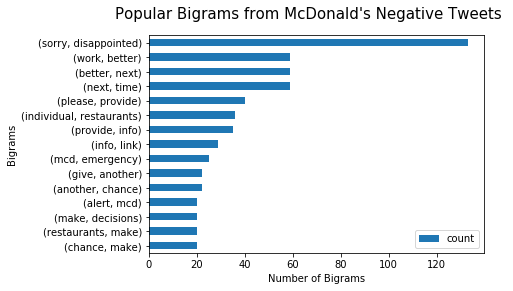 Popular Bigrams from McDonald's Negative Tweets
(sorry, disappointed)
(work, better)
(better, next)
(next, time)
(please, provide)
(individual, restaurants)
(provide, info)
(info, link)
(mcd, emergency)
(give, another)
(another, chance)
(alert, mcd)
(make, decisions)
(restaurants, make)
(chance, make)
Bigrams
count
0 20 40 60 80 100 120
Number of Bigrams